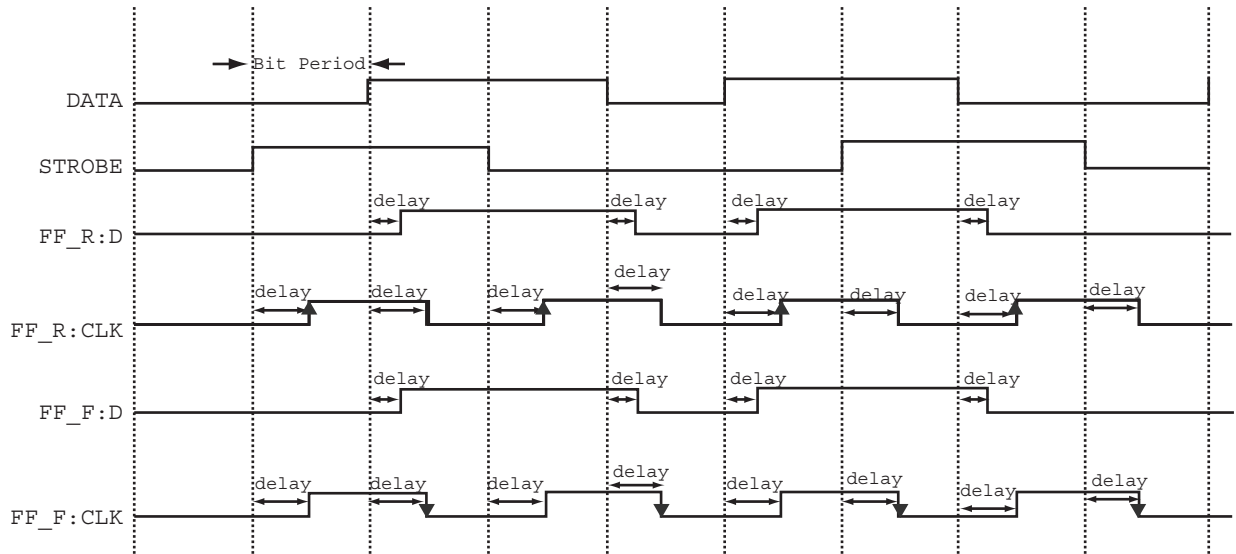 Bit Period
DATA
STROBE
delay delay delay delay
FF_R:D
delay
delay delay delay delay delay delay delay
FF_R:CLK
delay delay delay delay
FF_F:D
delay
delay delay delay delay delay delay delay
FF_F:CLK